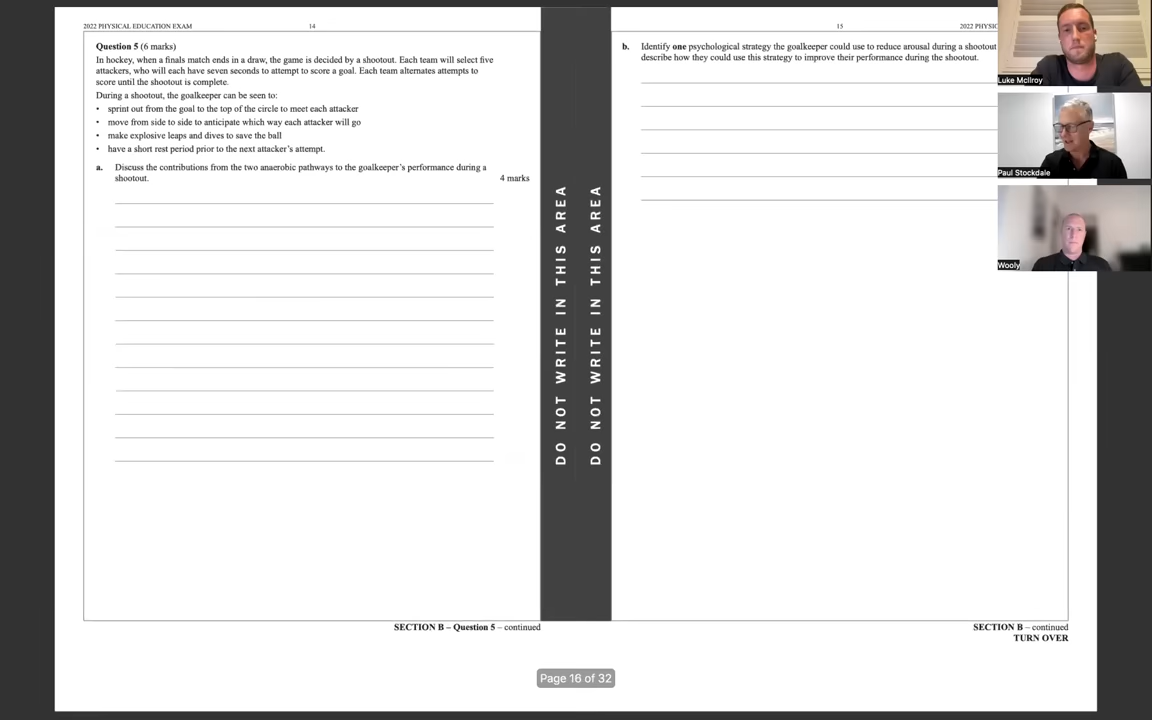 2022 PHYSICAL EDUCATION EXAM
14
Question 5 (6 marks)
In hockey, when a finals match ends in a draw, the game is decided by a shootout. Each team will select five
attackers, who will each have seven seconds to attempt to score a goal. Each team alternates attempts to
score until the shootout is complete.
During a shootout, the goalkeeper can be seen to:
• sprint out from the goal to the top of the circle to meet each attacker
• move from side to side to anticipate which way each attacker will go
• make explosive leaps and dives to save the ball
• have a short rest period prior to the next attacker's attempt.
a. Discuss the contributions from the two anaerobic pathways to the goalkeeper's performance during a
shootout.
4 marks
SECTION B – Question 5 – continued
DO NOT WRITE IN THIS AREA
DO NOT WRITE IN THIS AREA
15
2022 PHYSIC
b. Identify one psychological strategy the goalkeeper could use to reduce arousal during a shootout
describe how they could use this strategy to improve their performance during the shootout.
SECTION B – continued
TURN OVER
Page 16 of 32
Luke McIlroy
Paul Stockdale
Wooly